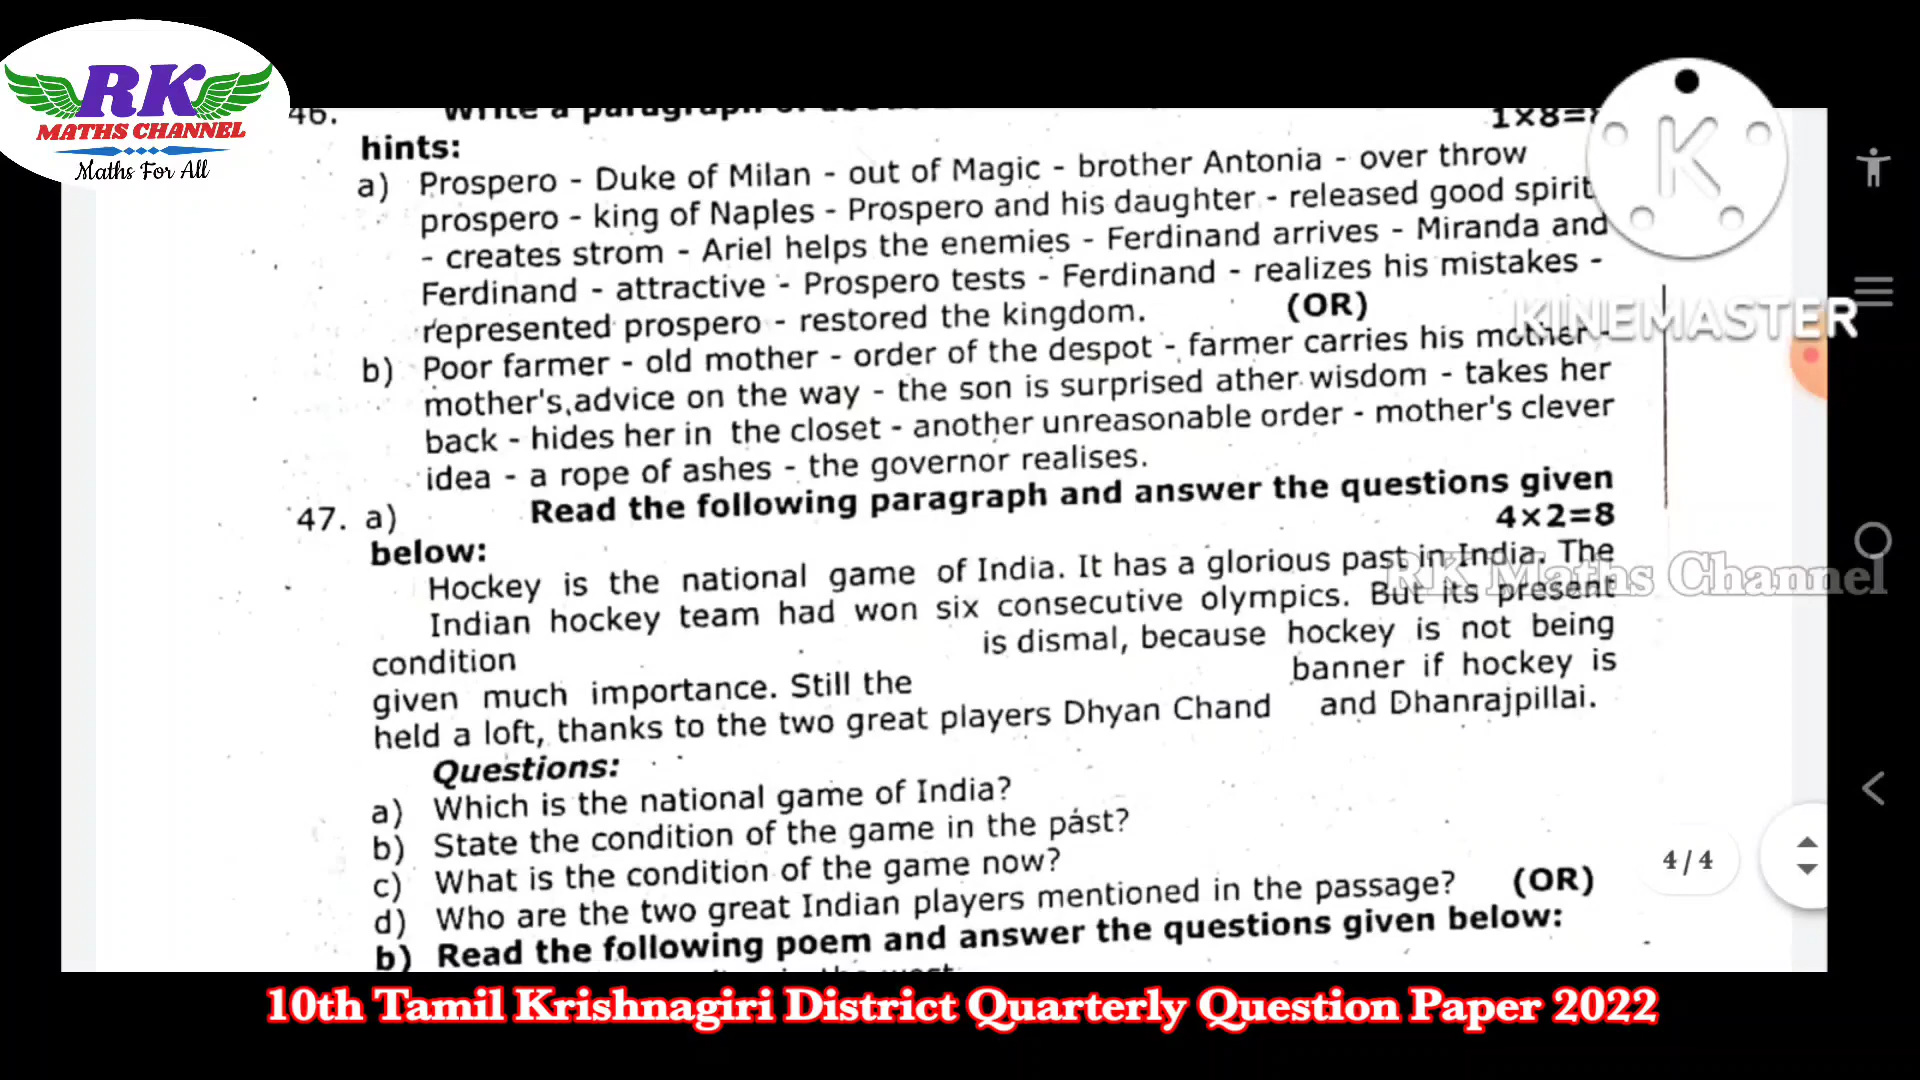 RK
MATHS CHANNEL
Maths For All
46. Write a paragraph of about
1×8=
hints:
a) Prospero - Duke of Milan - out of Magic - brother Antonia - over throw
prospero - king of Naples - Prospero and his daughter - released good spirit
- creates strom - Ariel helps the enemies - Ferdinand arrives - Miranda and
Ferdinand - attractive - Prospero tests - Ferdinand - realizes his mistakes -
represented prospero - restored the kingdom. (OR)
b) Poor farmer - old mother - order of the despot - farmer carries his mother -
mother's advice on the way - the son is surprised ather wisdom - takes her
back - hides her in the closet - another unreasonable order - mother's clever
idea - a rope of ashes - the governor realises.
47. a) Read the following paragraph and answer the questions given
below: 4×2=8
Hockey is the national game of India. It has a glorious past in India. The
Indian hockey team had won six consecutive olympics. But its present
condition is dismal, because hockey is not being
given much importance. Still the banner if hockey is
held a loft, thanks to the two great players Dhyan Chand and Dhanrajpillai.
Questions:
a) Which is the national game of India?
b) State the condition of the game in the past?
c) What is the condition of the game now?
d) Who are the two great Indian players mentioned in the passage? (OR)
b) Read the following poem and answer the questions given below:
K
KINEMASTER
RK Maths Channel
4/4
10th Tamil Krishnagiri District Quarterly Question Paper 2022